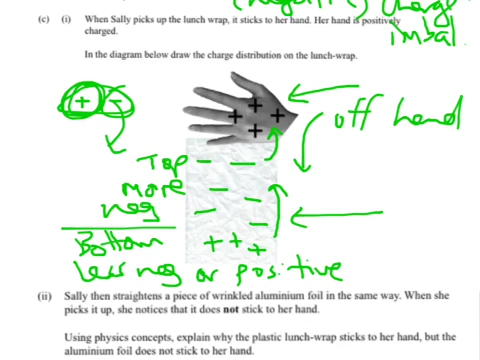 (negative) charge
imbal
(c) (i) When Sally picks up the lunch wrap, it sticks to her hand. Her hand is positively
charged.
In the diagram below draw the charge distribution on the lunch-wrap.
+ -
+ + + +
off hand
Top - -
more - -
neg - -
Bottom + + +
less neg or positive
(ii) Sally then straightens a piece of wrinkled aluminium foil in the same way. When she
picks it up, she notices that it does not stick to her hand.
Using physics concepts, explain why the plastic lunch-wrap sticks to her hand, but the
aluminium foil does not stick to her hand.